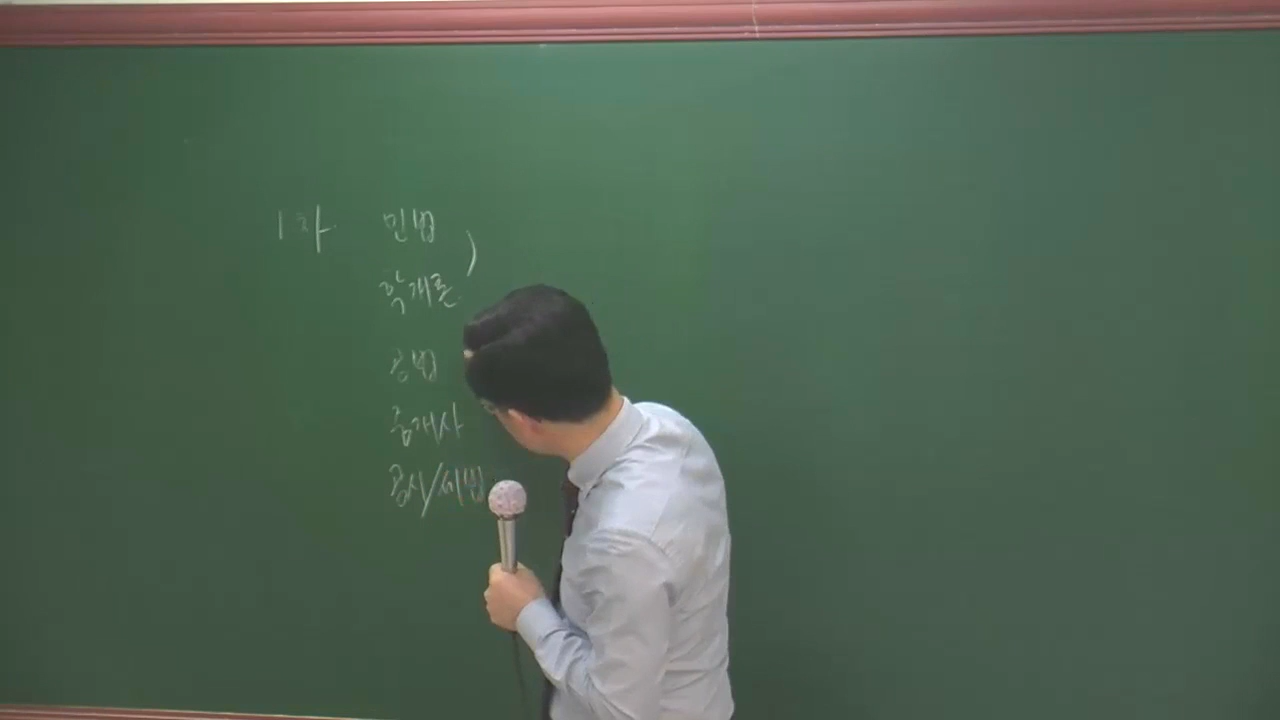 1차 민법
학개론
공법
중개사
공시/세법